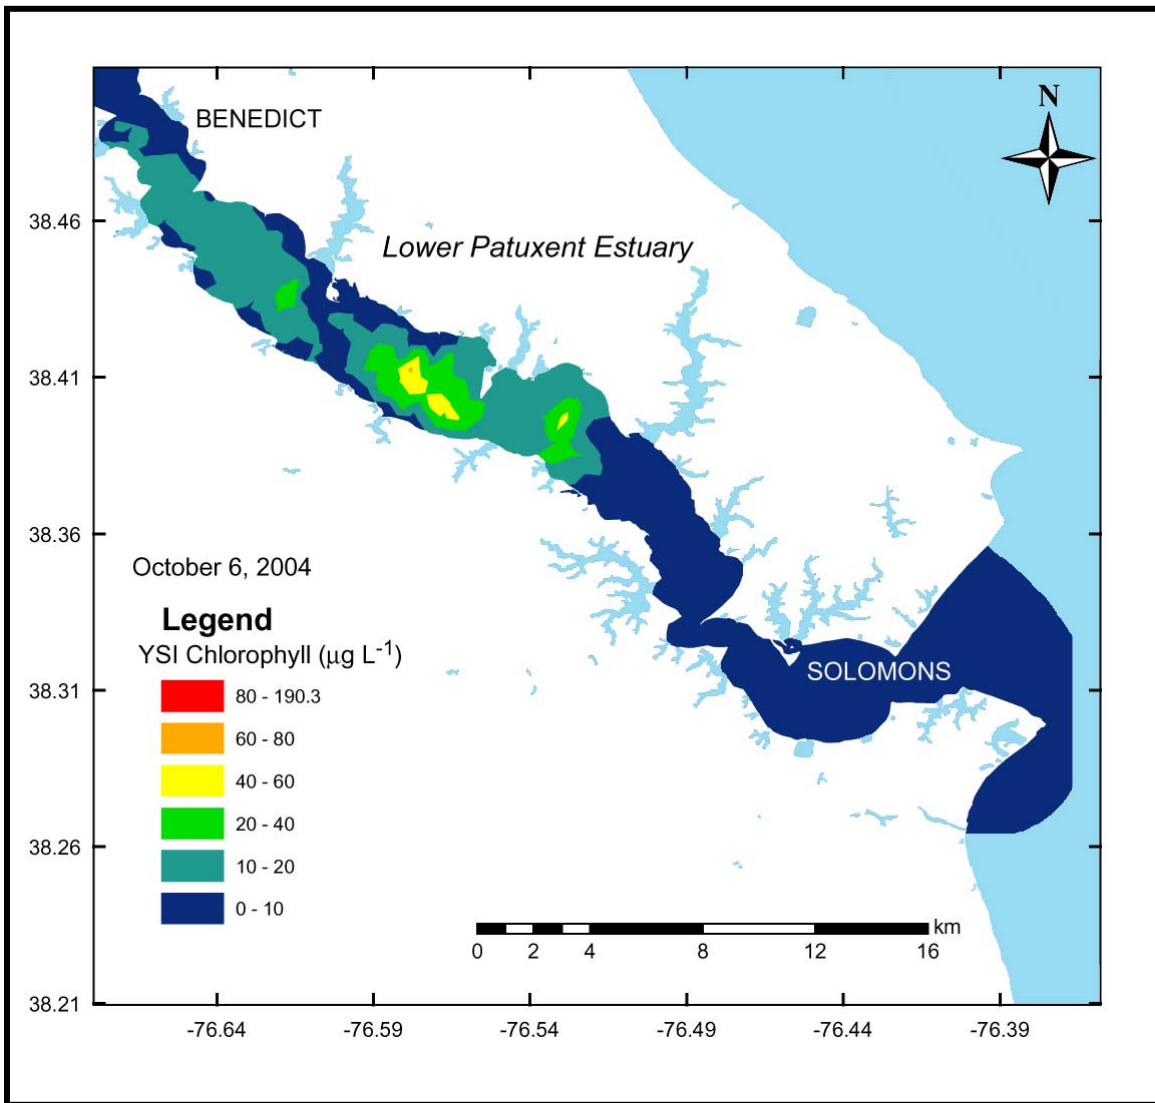 N
BENEDICT
Lower Patuxent Estuary
38.46
38.41
38.36
38.31
38.26
38.21
October 6, 2004
Legend
YSI Chlorophyll (μg L⁻¹)
80 - 190.3
60 - 80
40 - 60
20 - 40
10 - 20
0 - 10
SOLOMONS
km
0 2 4 8 12 16
-76.64 -76.59 -76.54 -76.49 -76.44 -76.39